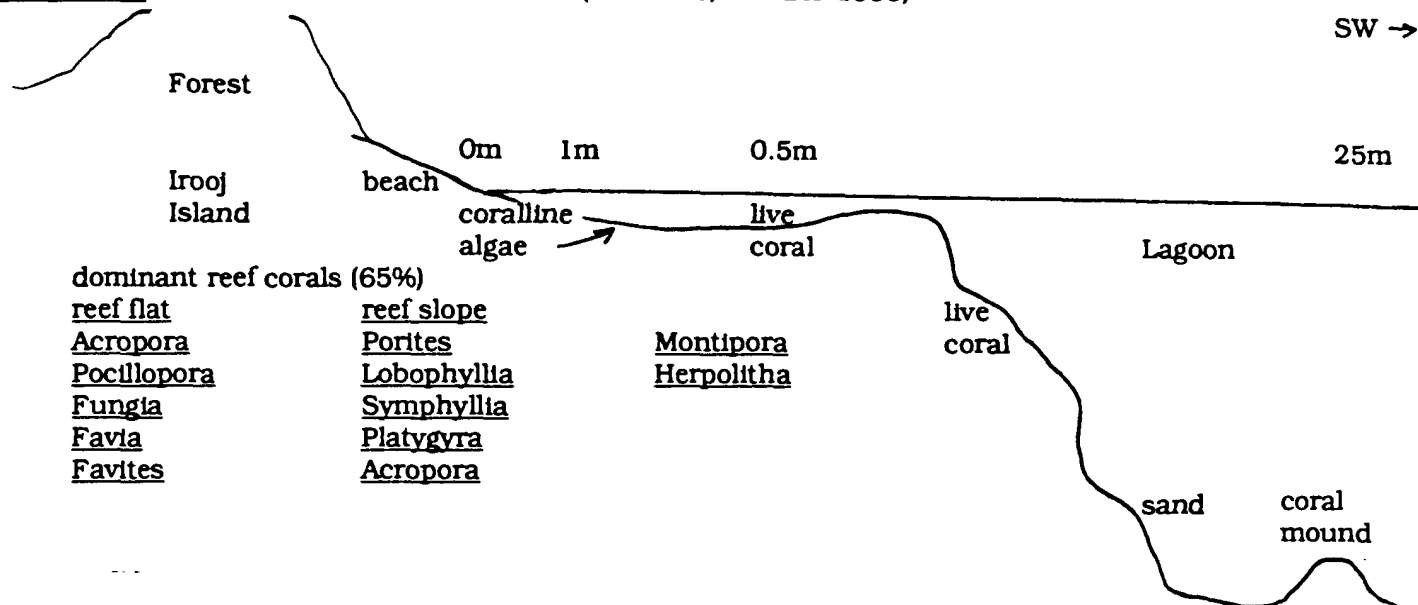 SW →
Forest
0m 1m 0.5m 25m
Irooj beach
Island
coralline live
algae coral Lagoon
dominant reef corals (65%)
reef flat reef slope live
Acropora Porites Montipora coral
Pocillopora Lobophyllia Herpolitha
Fungia Symphyllia
Favia Platygyra
Favites Acropora
sand coral
mound